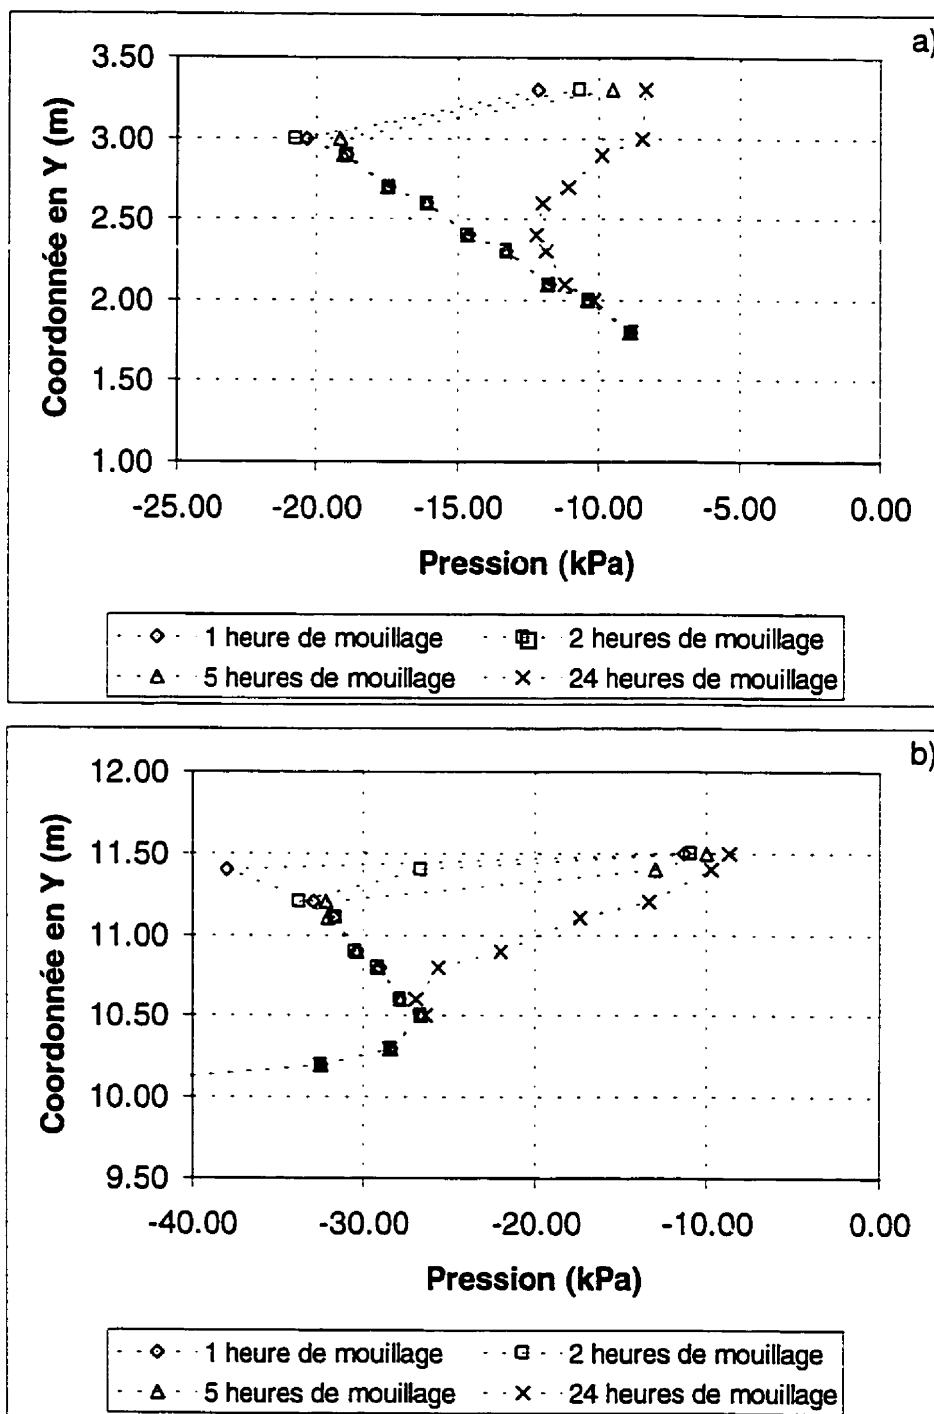 a)
3.50
3.00
2.50
2.00
1.50
1.00
Coordonnée en Y (m)
-25.00 -20.00 -15.00 -10.00 -5.00 0.00
Pression (kPa)
1 heure de mouillage 2 heures de mouillage
5 heures de mouillage 24 heures de mouillage
b)
12.00
11.50
11.00
10.50
10.00
9.50
Coordonnée en Y (m)
-40.00 -30.00 -20.00 -10.00 0.00
Pression (kPa)
1 heure de mouillage 2 heures de mouillage
5 heures de mouillage 24 heures de mouillage